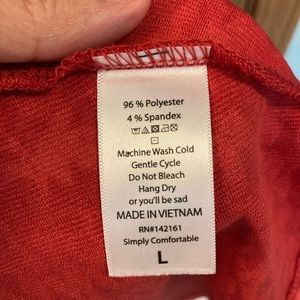 96 % Polyester
4 % Spandex
Machine Wash Cold
Gentle Cycle
Do Not Bleach
Hang Dry
or you'll be sad
MADE IN VIETNAM
RN#142161
Simply Comfortable
L